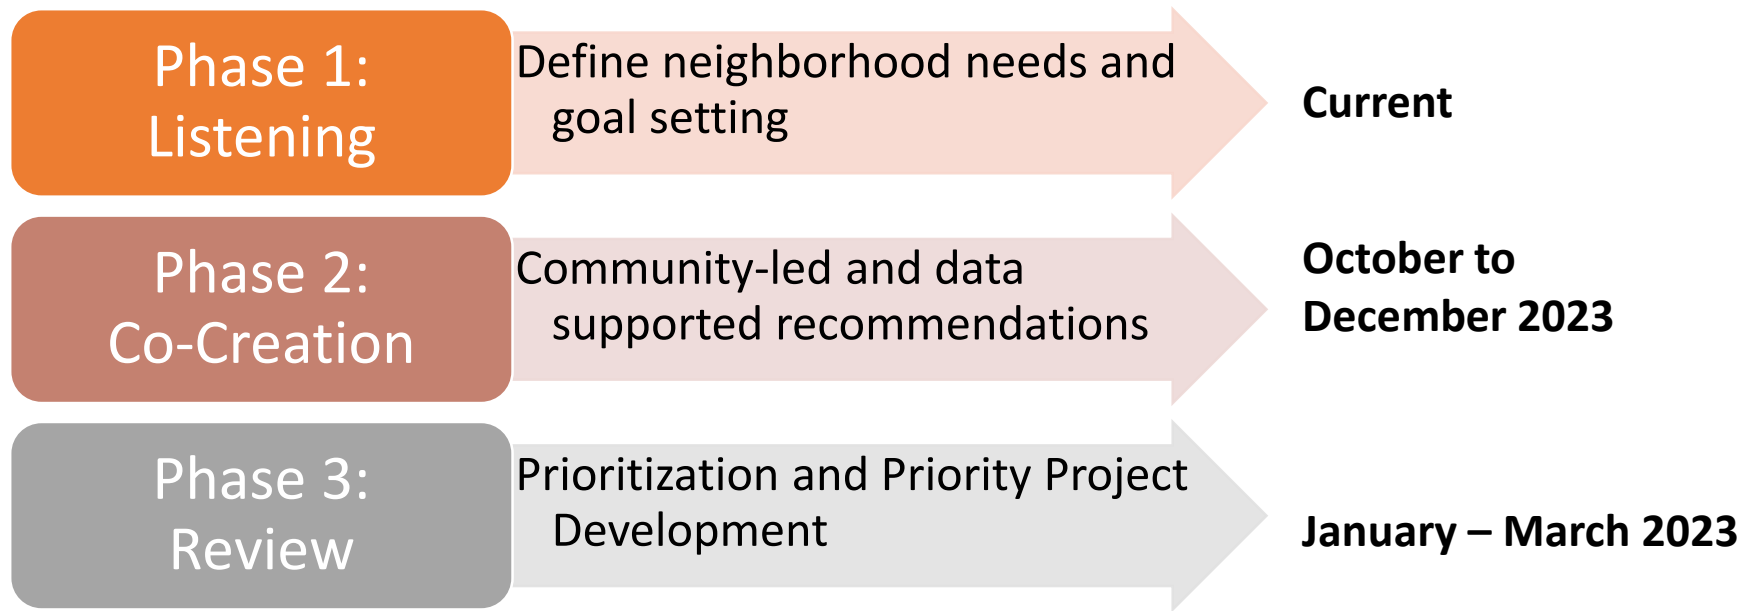 Phase 1:
Listening
Define neighborhood needs and
goal setting
Current
Phase 2:
Co-Creation
Community-led and data
supported recommendations
October to
December 2023
Phase 3:
Review
Prioritization and Priority Project
Development
January – March 2023